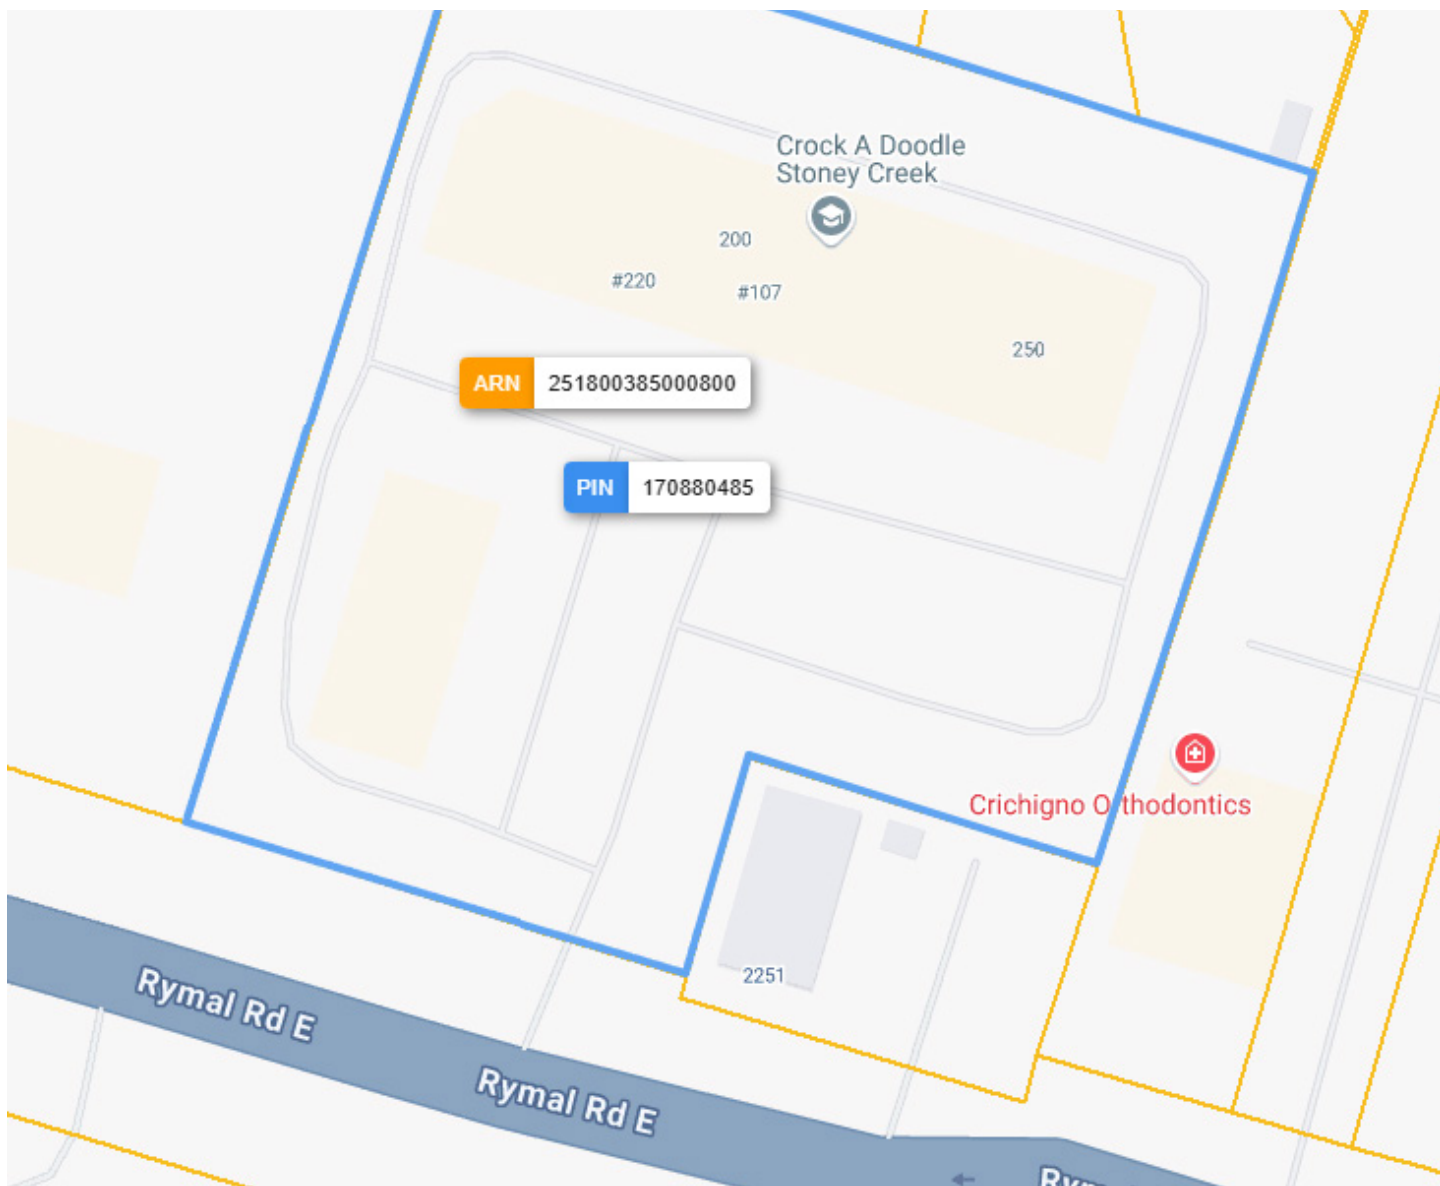 Crock A Doodle
Stoney Creek
200
#220
#107
250
ARN 251800385000800
PIN 170880485
Crichigno Orthodontics
2251
Rymal Rd E
Rymal Rd E
Ry